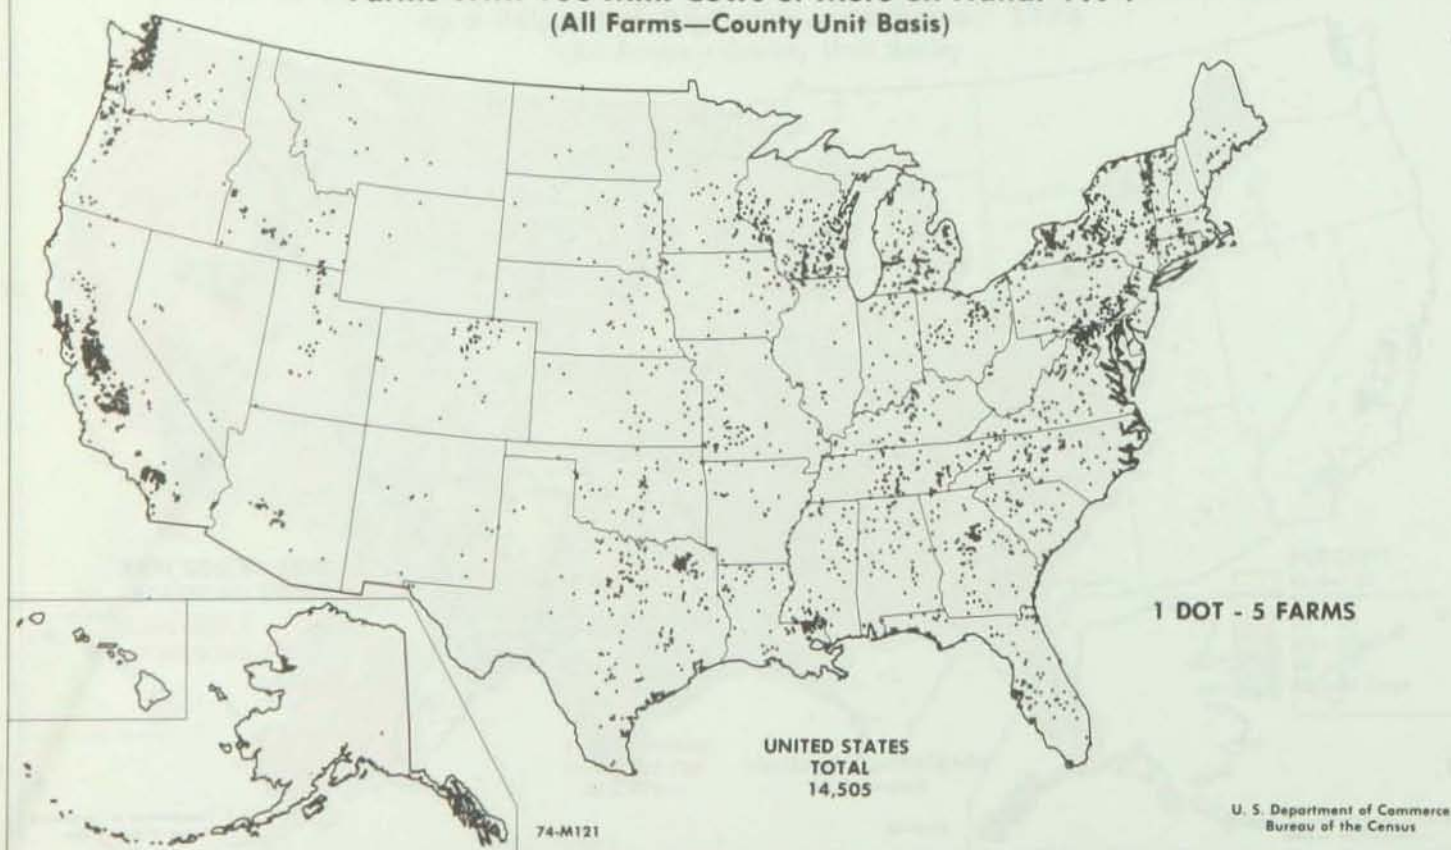 (All Farms—County Unit Basis)
1 DOT - 5 FARMS
UNITED STATES
TOTAL
14,505
74-M121
U. S. Department of Commerce
Bureau of the Census